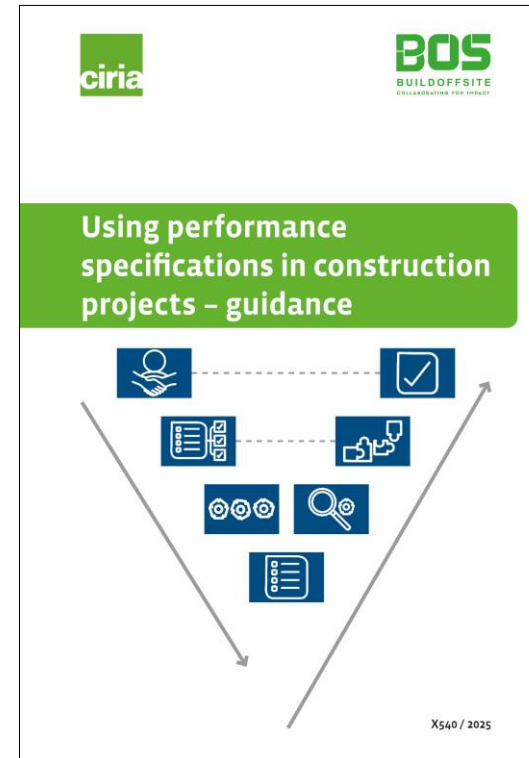 ciria
BOS
BUILDOFFSITE
COLLABORATING FOR IMPACT
Using performance
specifications in construction
projects – guidance
X540 / 2025